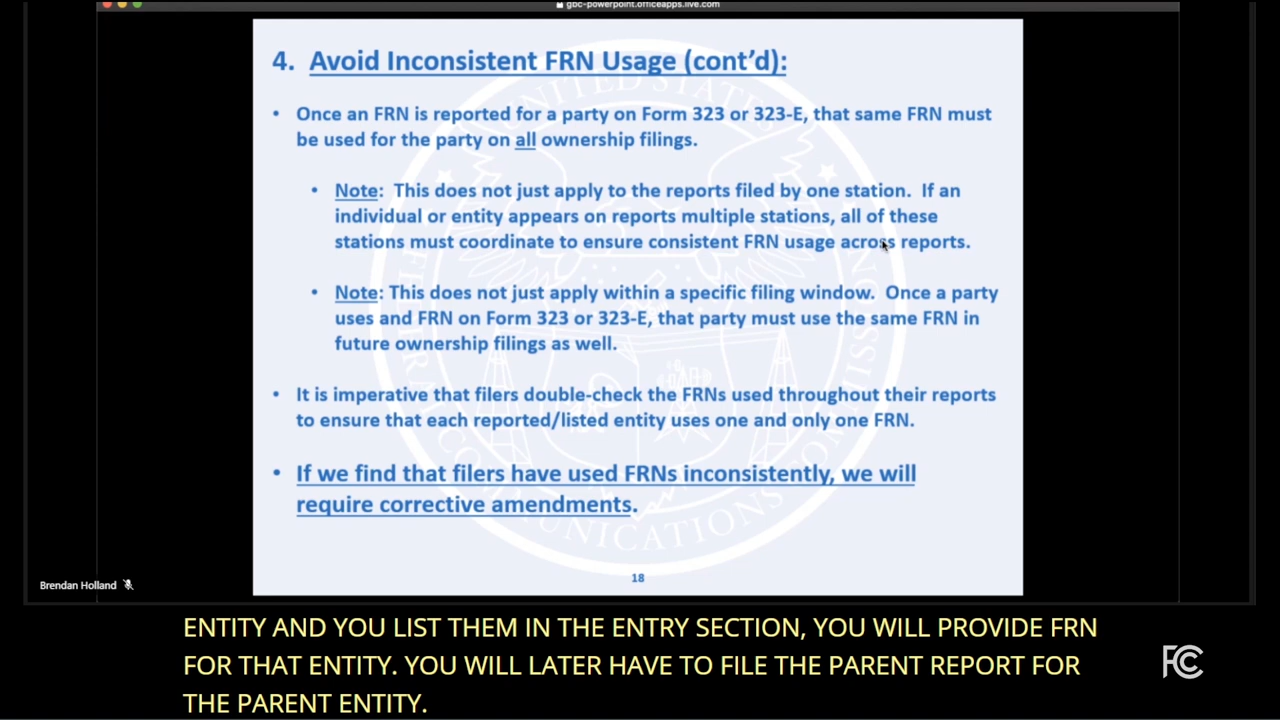 gbc-powerpoint.officeapps.live.com
4. Avoid Inconsistent FRN Usage (cont’d):
• Once an FRN is reported for a party on Form 323 or 323-E, that same FRN must
be used for the party on all ownership filings.
• Note: This does not just apply to the reports filed by one station. If an
individual or entity appears on reports multiple stations, all of these
stations must coordinate to ensure consistent FRN usage across reports.
• Note: This does not just apply within a specific filing window. Once a party
uses and FRN on Form 323 or 323-E, that party must use the same FRN in
future ownership filings as well.
• It is imperative that filers double-check the FRNs used throughout their reports
to ensure that each reported/listed entity uses one and only one FRN.
• If we find that filers have used FRNs inconsistently, we will
require corrective amendments.
18
Brendan Holland
ENTITY AND YOU LIST THEM IN THE ENTRY SECTION, YOU WILL PROVIDE FRN
FOR THAT ENTITY. YOU WILL LATER HAVE TO FILE THE PARENT REPORT FOR
THE PARENT ENTITY.
FCC